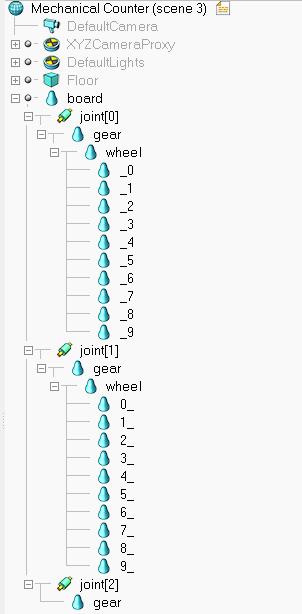 Mechanical Counter (scene 3)
DefaultCamera
XYZCameraProxy
DefaultLights
Floor
board
joint[0]
gear
wheel
_0
_1
_2
_3
_4
_5
_6
_7
_8
_9
joint[1]
gear
wheel
0_
1_
2_
3_
4_
5_
6_
7_
8_
9_
joint[2]
gear